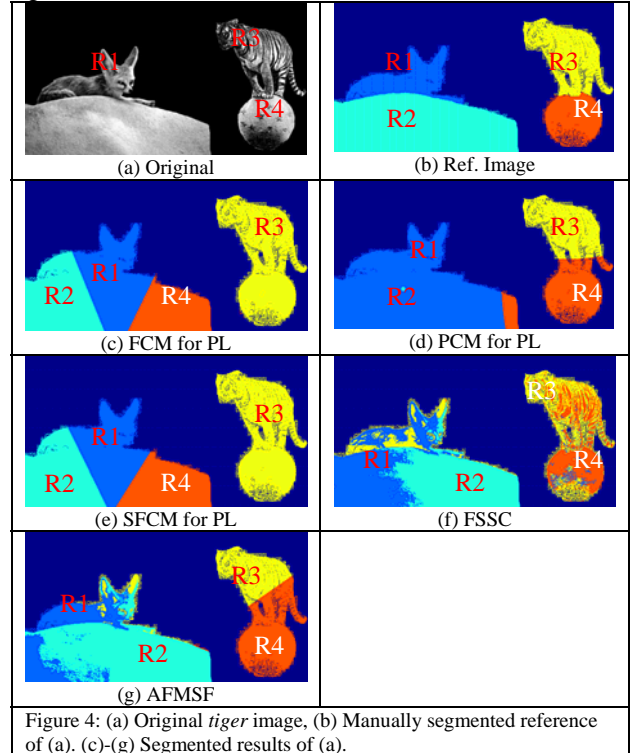 R1
R3
R4
(a) Original
R1
R3
R2
R4
(b) Ref. Image
R3
R1
R2
R4
(c) FCM for PL
R3
R1
R2
R4
(d) PCM for PL
R3
R1
R2
R4
(e) SFCM for PL
R3
R1
R4
R2
(f) FSSC
R3
R1
R2
R4
(g) AFMSF
Figure 4: (a) Original tiger image, (b) Manually segmented reference
of (a). (c)-(g) Segmented results of (a).